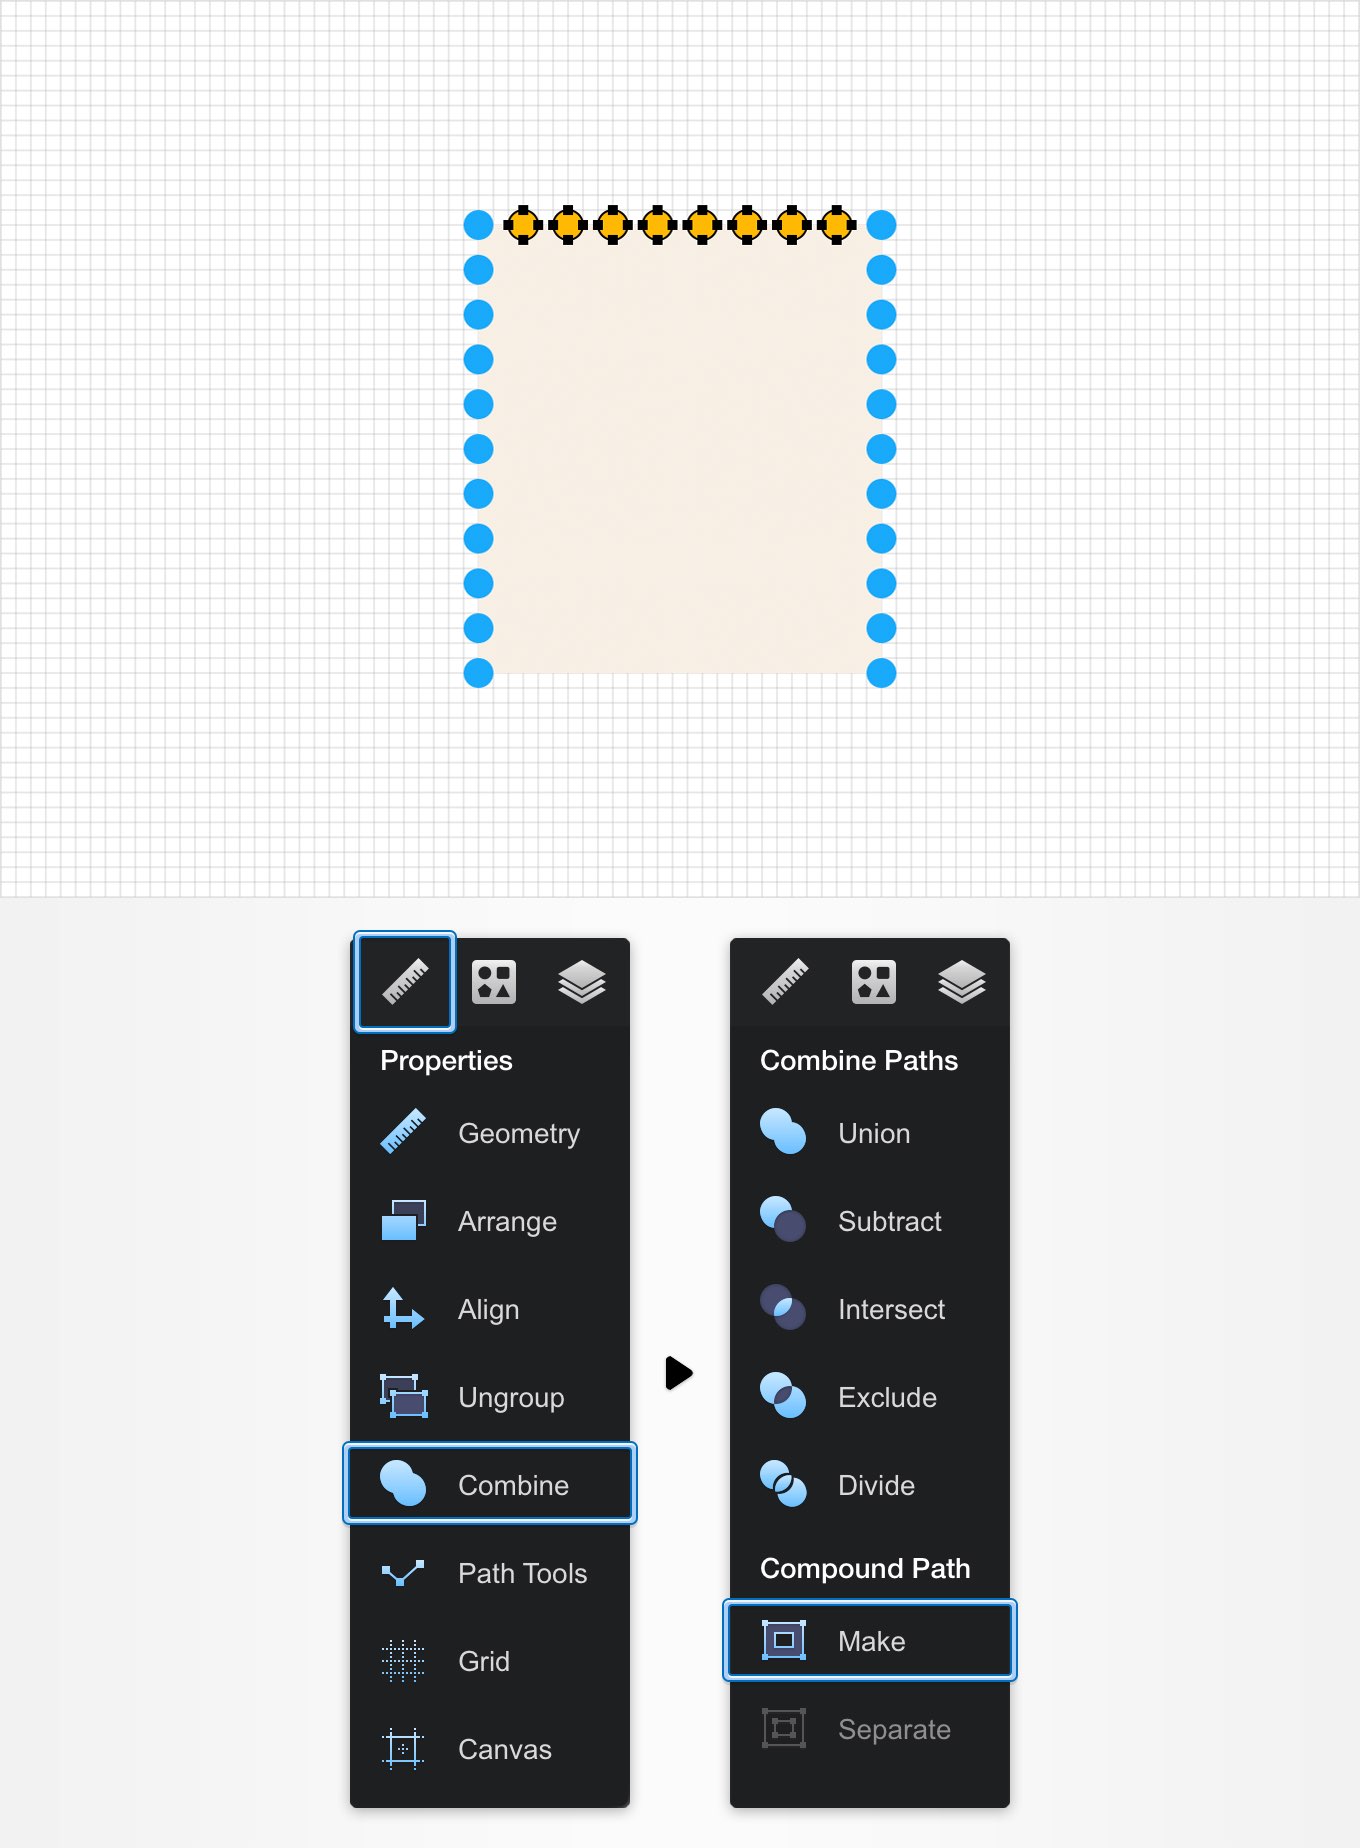 Properties
Geometry
Arrange
Align
Ungroup
Combine
Path Tools
Grid
Canvas
Combine Paths
Union
Subtract
Intersect
Exclude
Divide
Compound Path
Make
Separate